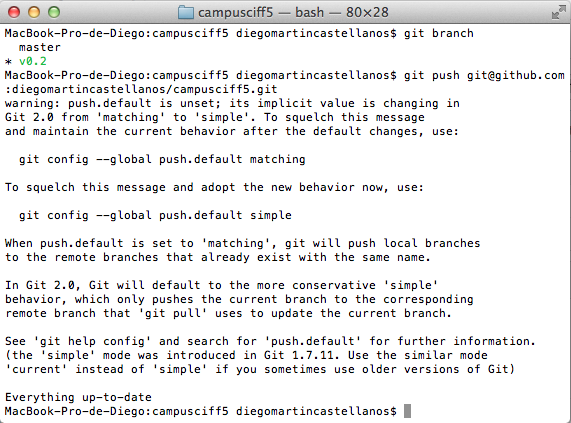 campusciff5 — bash — 80×28
MacBook-Pro-de-Diego:campusciff5 diegomartincastellanos$ git branch
  master
* v0.2
MacBook-Pro-de-Diego:campusciff5 diegomartincastellanos$ git push git@github.com
:diegomartincastellanos/campusciff5.git
warning: push.default is unset; its implicit value is changing in
Git 2.0 from 'matching' to 'simple'. To squelch this message
and maintain the current behavior after the default changes, use:

  git config --global push.default matching

To squelch this message and adopt the new behavior now, use:

  git config --global push.default simple

When push.default is set to 'matching', git will push local branches
to the remote branches that already exist with the same name.

In Git 2.0, Git will default to the more conservative 'simple'
behavior, which only pushes the current branch to the corresponding
remote branch that 'git pull' uses to update the current branch.

See 'git help config' and search for 'push.default' for further information.
(the 'simple' mode was introduced in Git 1.7.11. Use the similar mode
'current' instead of 'simple' if you sometimes use older versions of Git)

Everything up-to-date
MacBook-Pro-de-Diego:campusciff5 diegomartincastellanos$